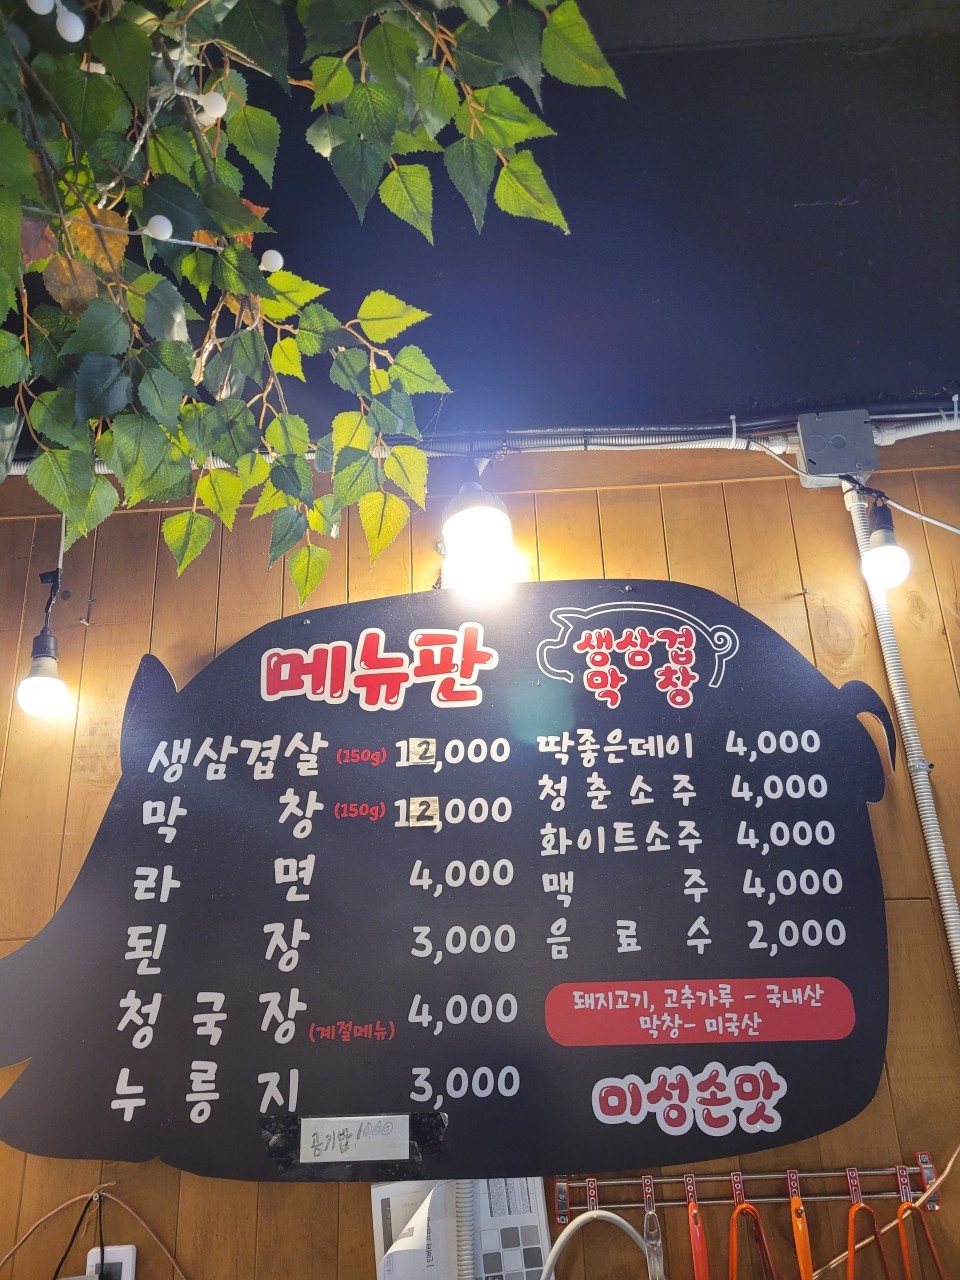 메뉴판
생삼겹살 (150g) 12,000
막창 (150g) 12,000
라면 4,000
된장 3,000
청국장 (계절메뉴) 4,000
누룽지 3,000
공기밥 1000
생삼겹
막창
딱좋은데이 4,000
청춘소주 4,000
화이트소주 4,000
맥주 4,000
음료수 2,000
돼지고기, 고추가루 - 국내산
막창- 미국산
미성손맛